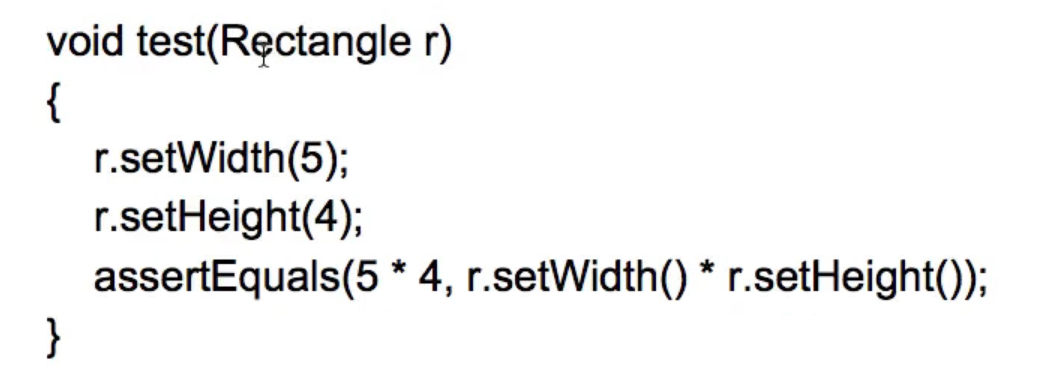 void test(Rectangle r)
{
r.setWidth(5);
r.setHeight(4);
assertEquals(5 * 4, r.setWidth() * r.setHeight());
}